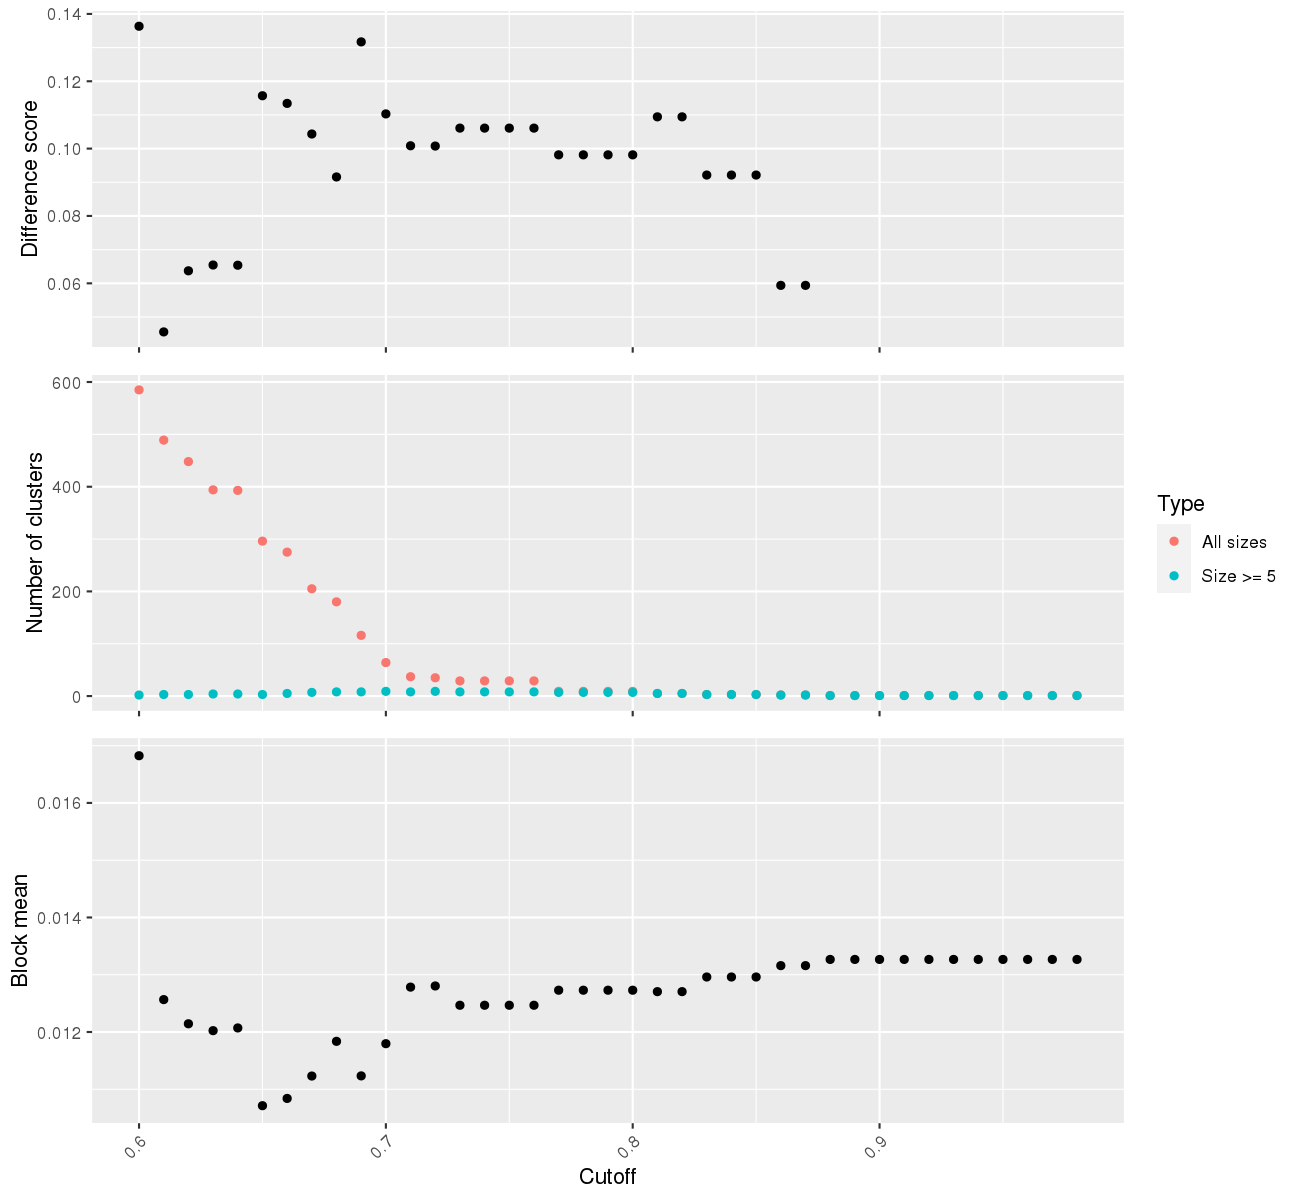 0.14
0.12
0.10
0.08
0.06
Difference score
600
400
200
0
Number of clusters
Type
All sizes
Size >= 5
0.016
0.014
0.012
Block mean
0.6
0.7
0.8
0.9
Cutoff